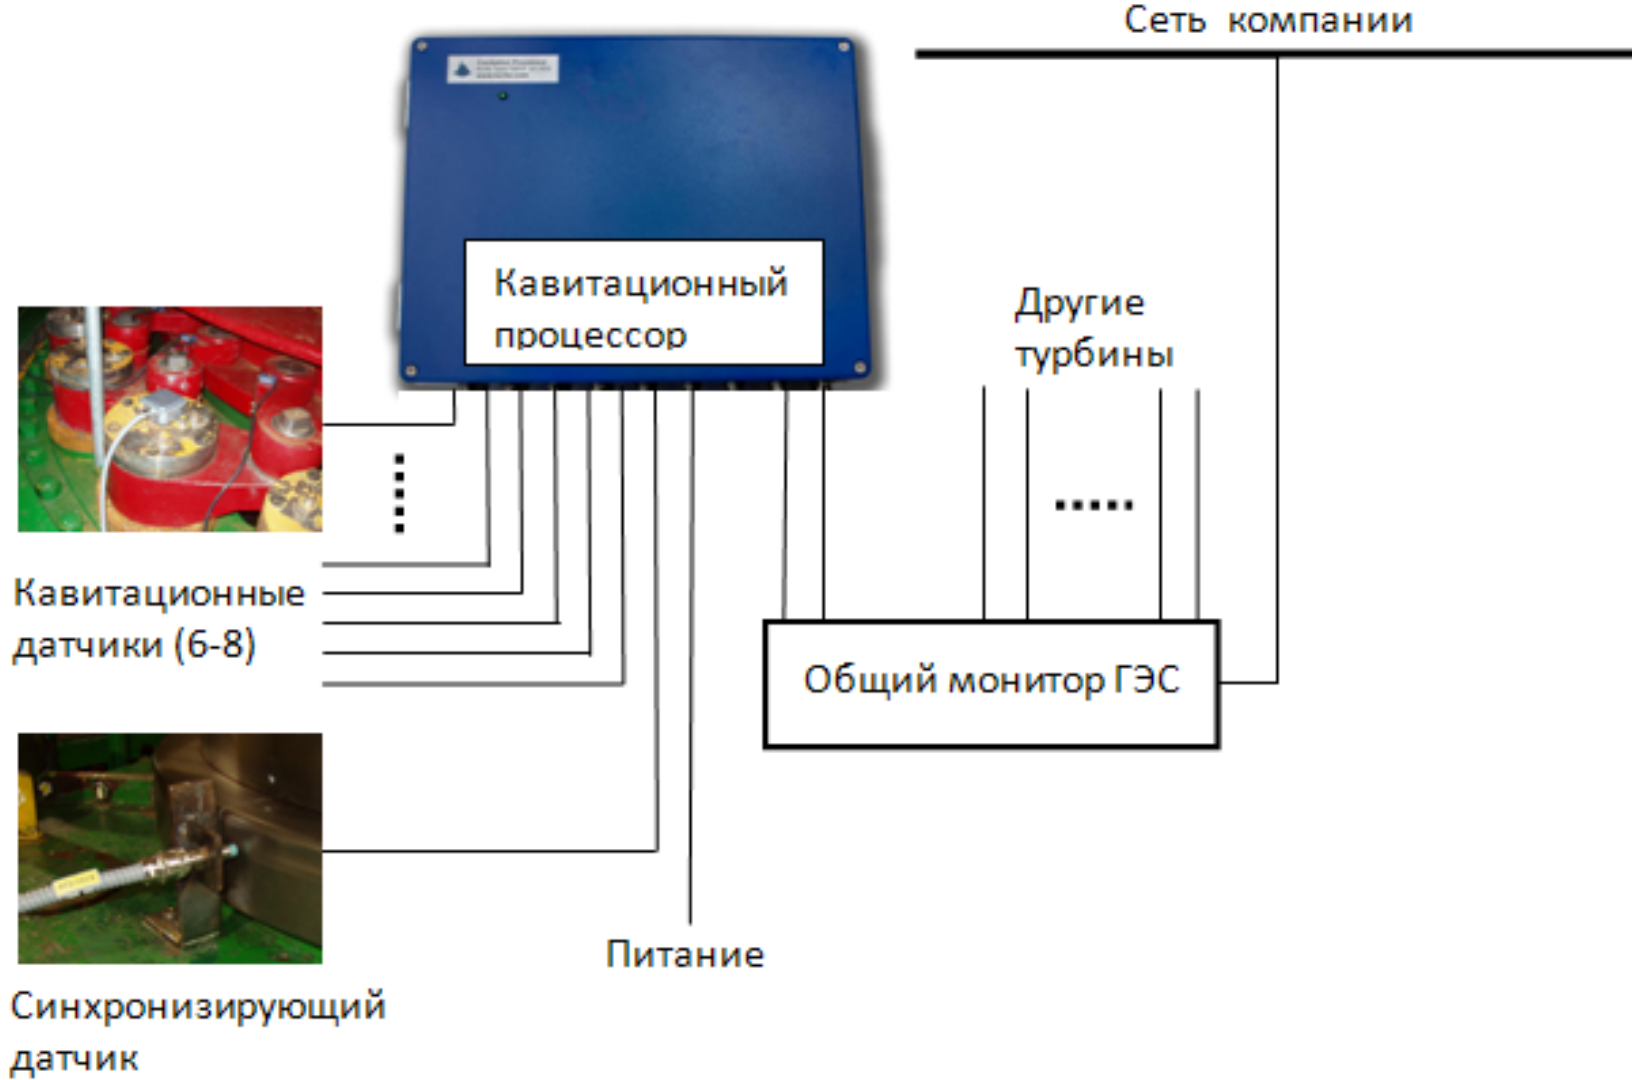 Сеть компании
Кавитационный
процессор
Другие
турбины
Кавитационные
датчики (6-8)
Общий монитор ГЭС
Питание
Синхронизирующий
датчик